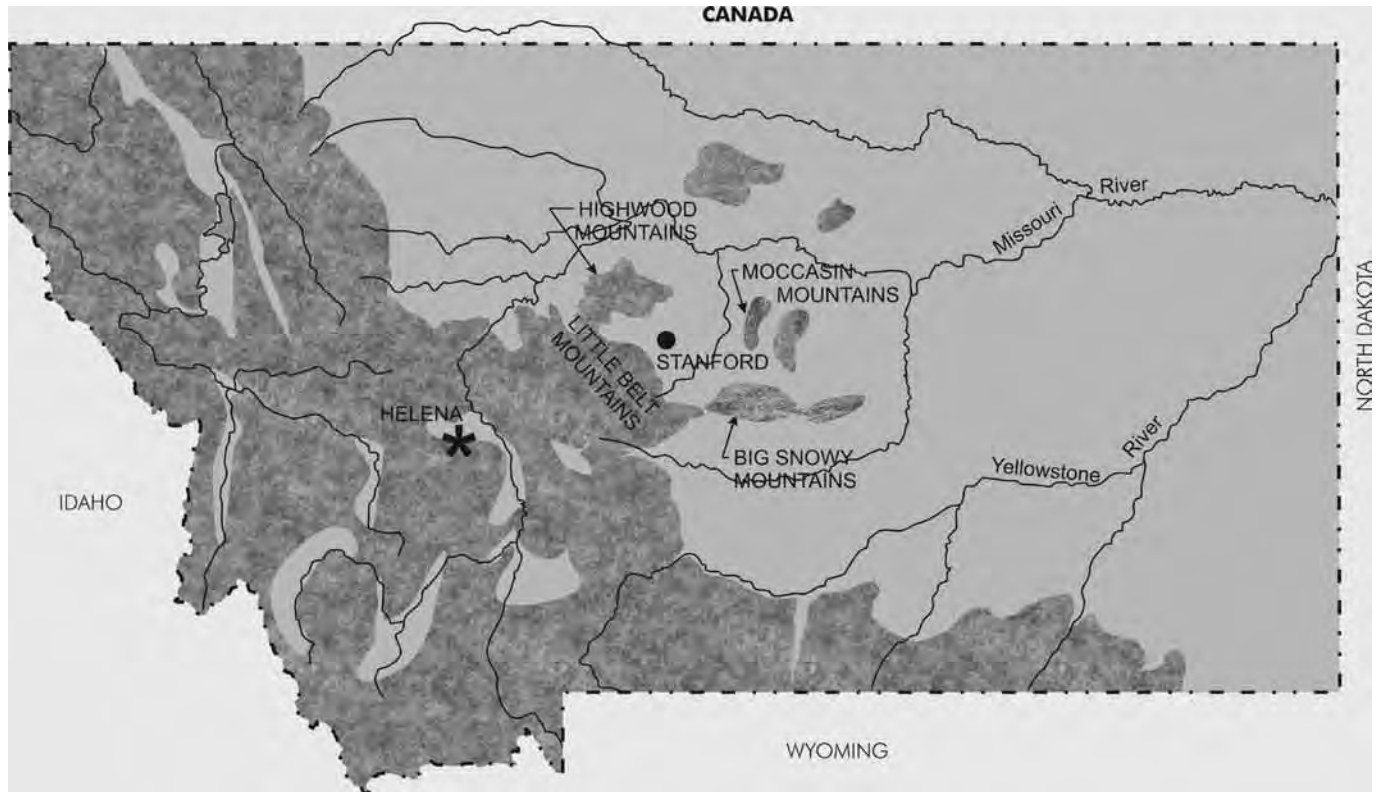 CANADA
River
HIGHWOOD
MOUNTAINS
Missouri
MOCCASIN
MOUNTAINS
NORTH DAKOTA
LITTLE BELT
MOUNTAINS
STANFORD
HELENA
River
BIG SNOWY
MOUNTAINS
Yellowstone
IDAHO
WYOMING